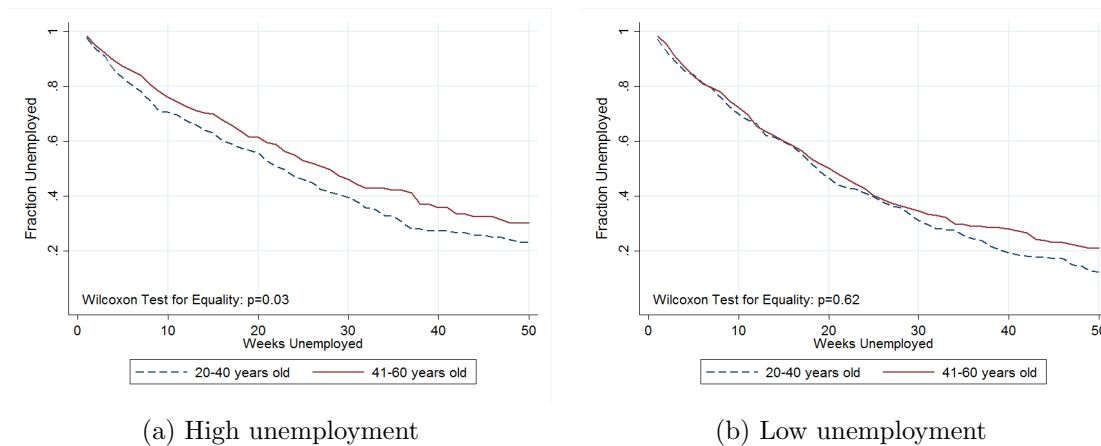 Fraction Unemployed
1
.8
.6
.4
.2
Wilcoxon Test for Equality: p=0.03
0 10 20 30 40 50
Weeks Unemployed
20-40 years old 41-60 years old
(a) High unemployment
Fraction Unemployed
1
.8
.6
.4
.2
Wilcoxon Test for Equality: p=0.62
0 10 20 30 40 50
Weeks Unemployed
20-40 years old 41-60 years old
(b) Low unemployment